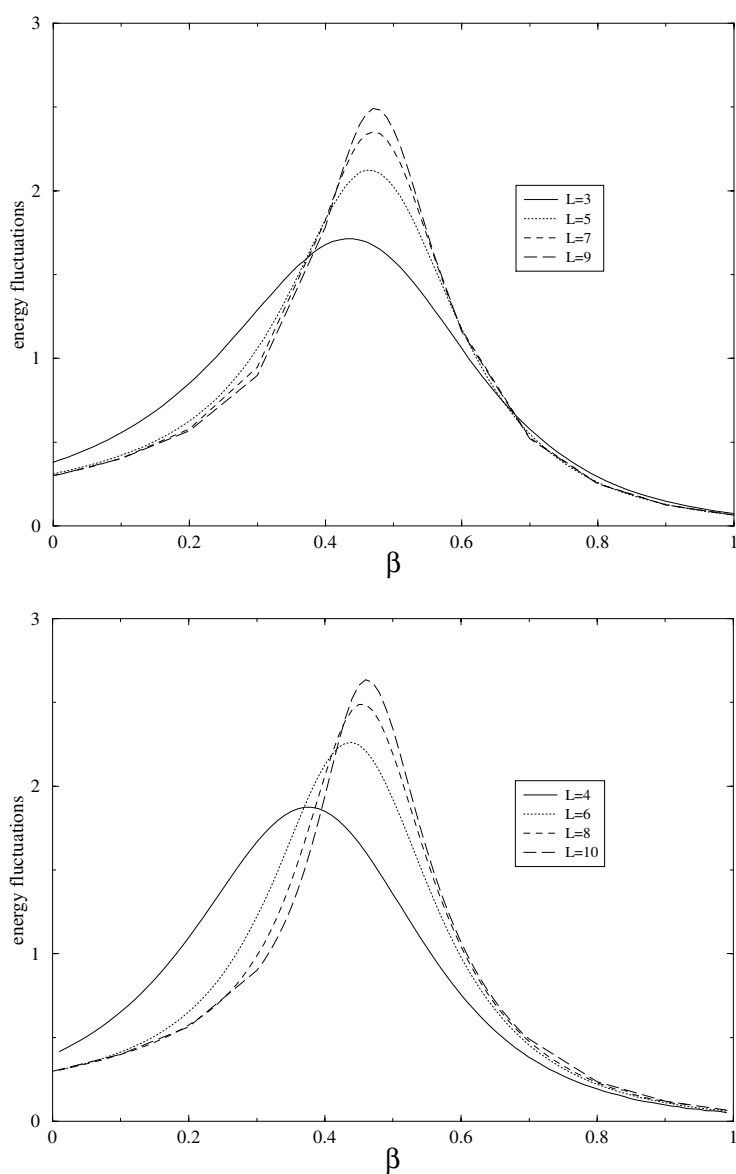 3
2
1
0
energy fluctuations
L=3
L=5
L=7
L=9
0 0.2 0.4 0.6 0.8 1
β
3
2
1
0
energy fluctuations
L=4
L=6
L=8
L=10
0 0.2 0.4 0.6 0.8 1
β